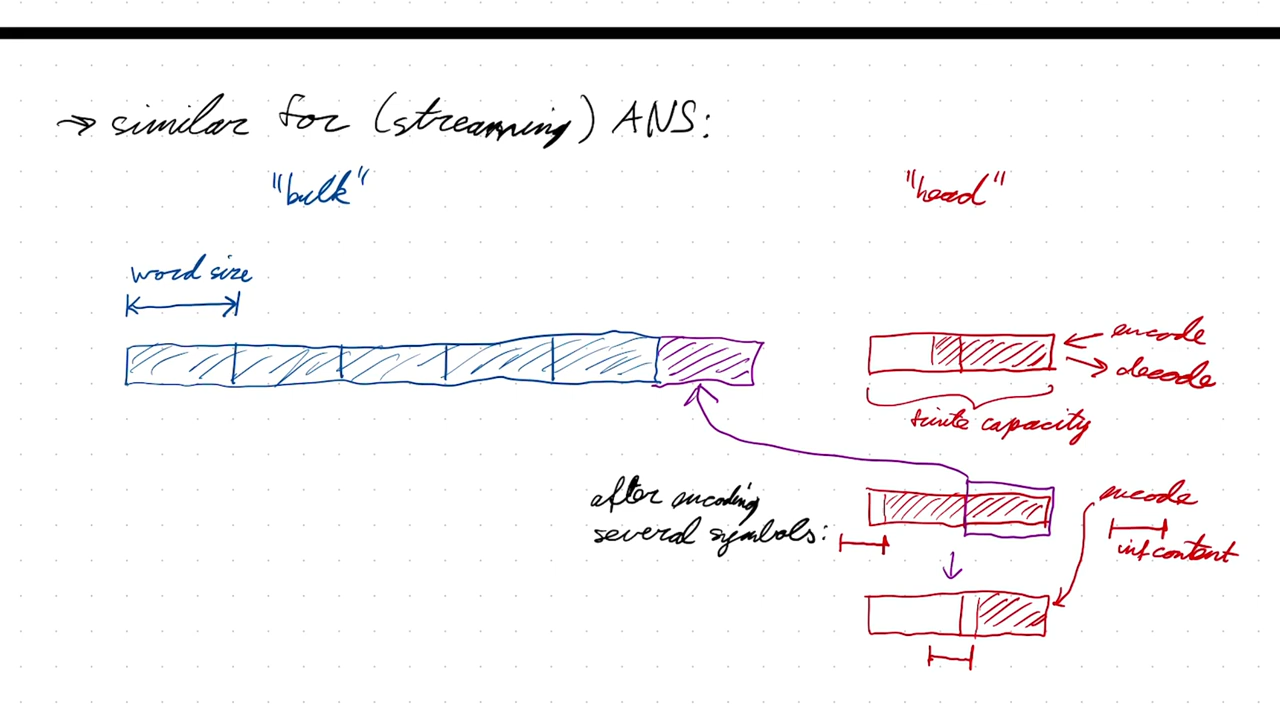 → similar for (streaming) ANS:
"bulk"
"head"
word size
encode
decode
finite capacity
after encoding
several symbols:
encode
inf content